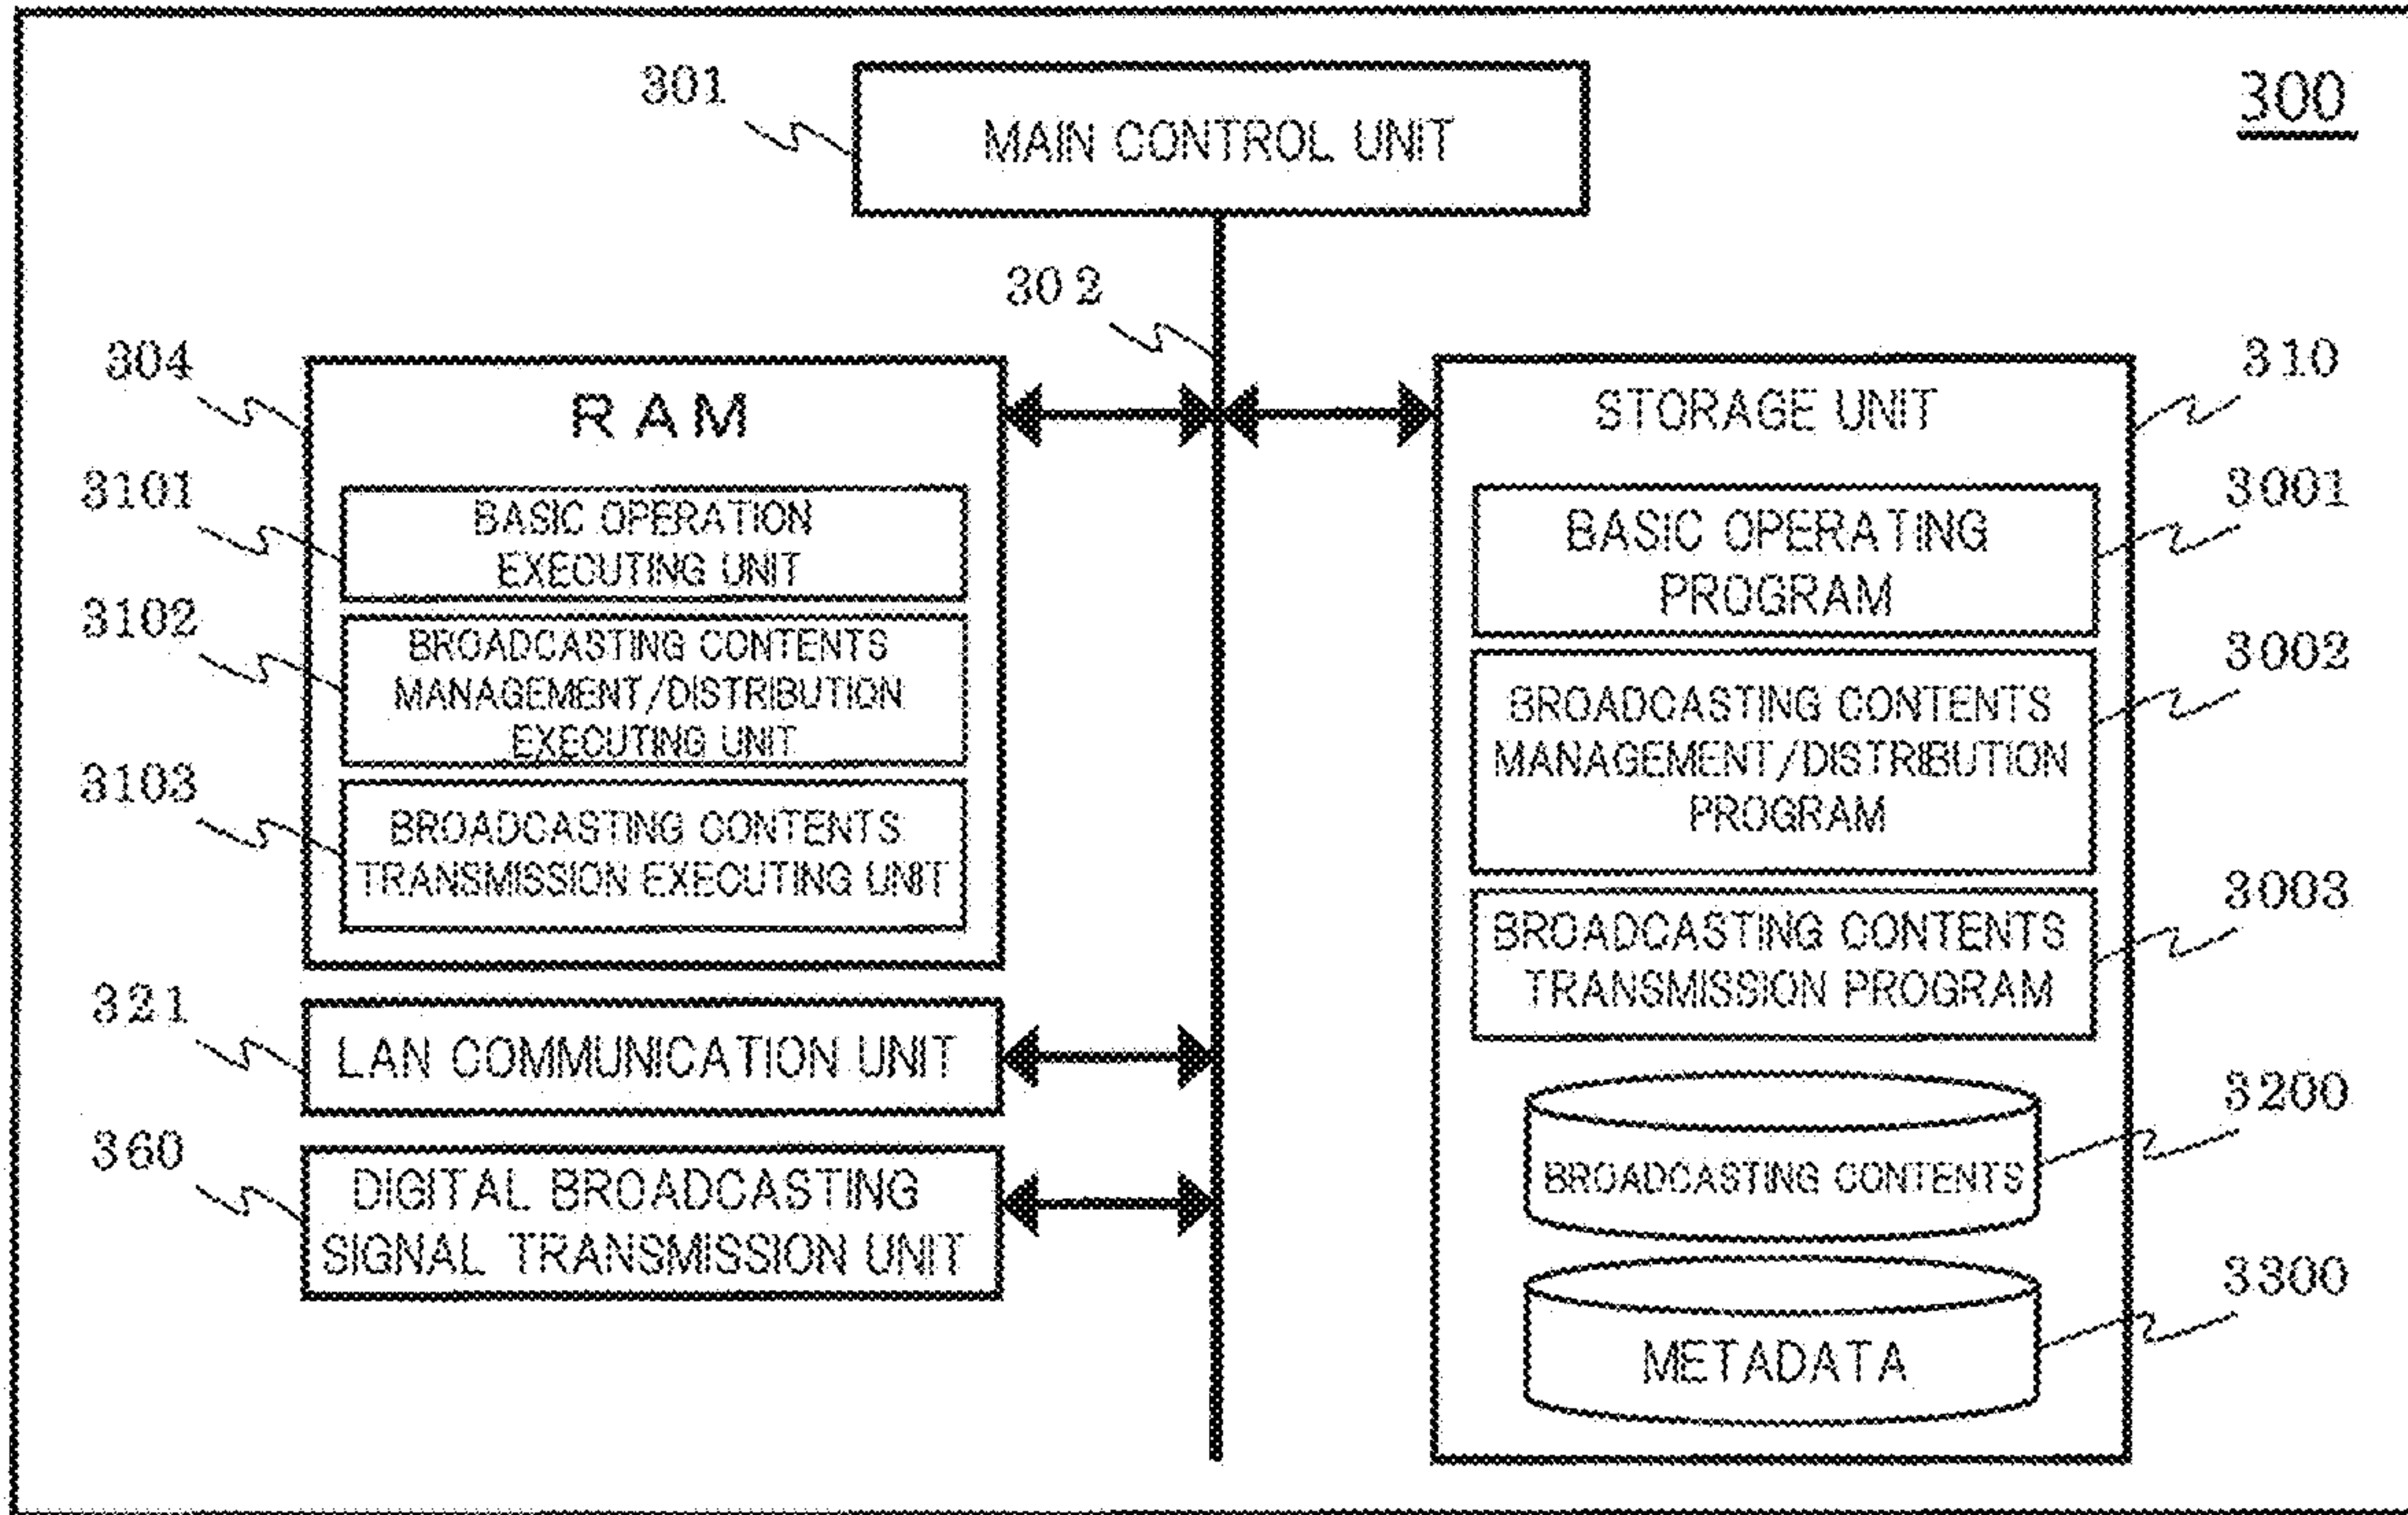 300
301
MAIN CONTROL UNIT
302
304
RAM
3101
BASIC OPERATION
EXECUTING UNIT
3102
BROADCASTING CONTENTS
MANAGEMENT/DISTRIBUTION
EXECUTING UNIT
3103
BROADCASTING CONTENTS
TRANSMISSION EXECUTING UNIT
321
LAN COMMUNICATION UNIT
360
DIGITAL BROADCASTING
SIGNAL TRANSMISSION UNIT
310
STORAGE UNIT
3001
BASIC OPERATING
PROGRAM
3002
BROADCASTING CONTENTS
MANAGEMENT/DISTRIBUTION
PROGRAM
3003
BROADCASTING CONTENTS
TRANSMISSION PROGRAM
3200
BROADCASTING CONTENTS
3300
METADATA